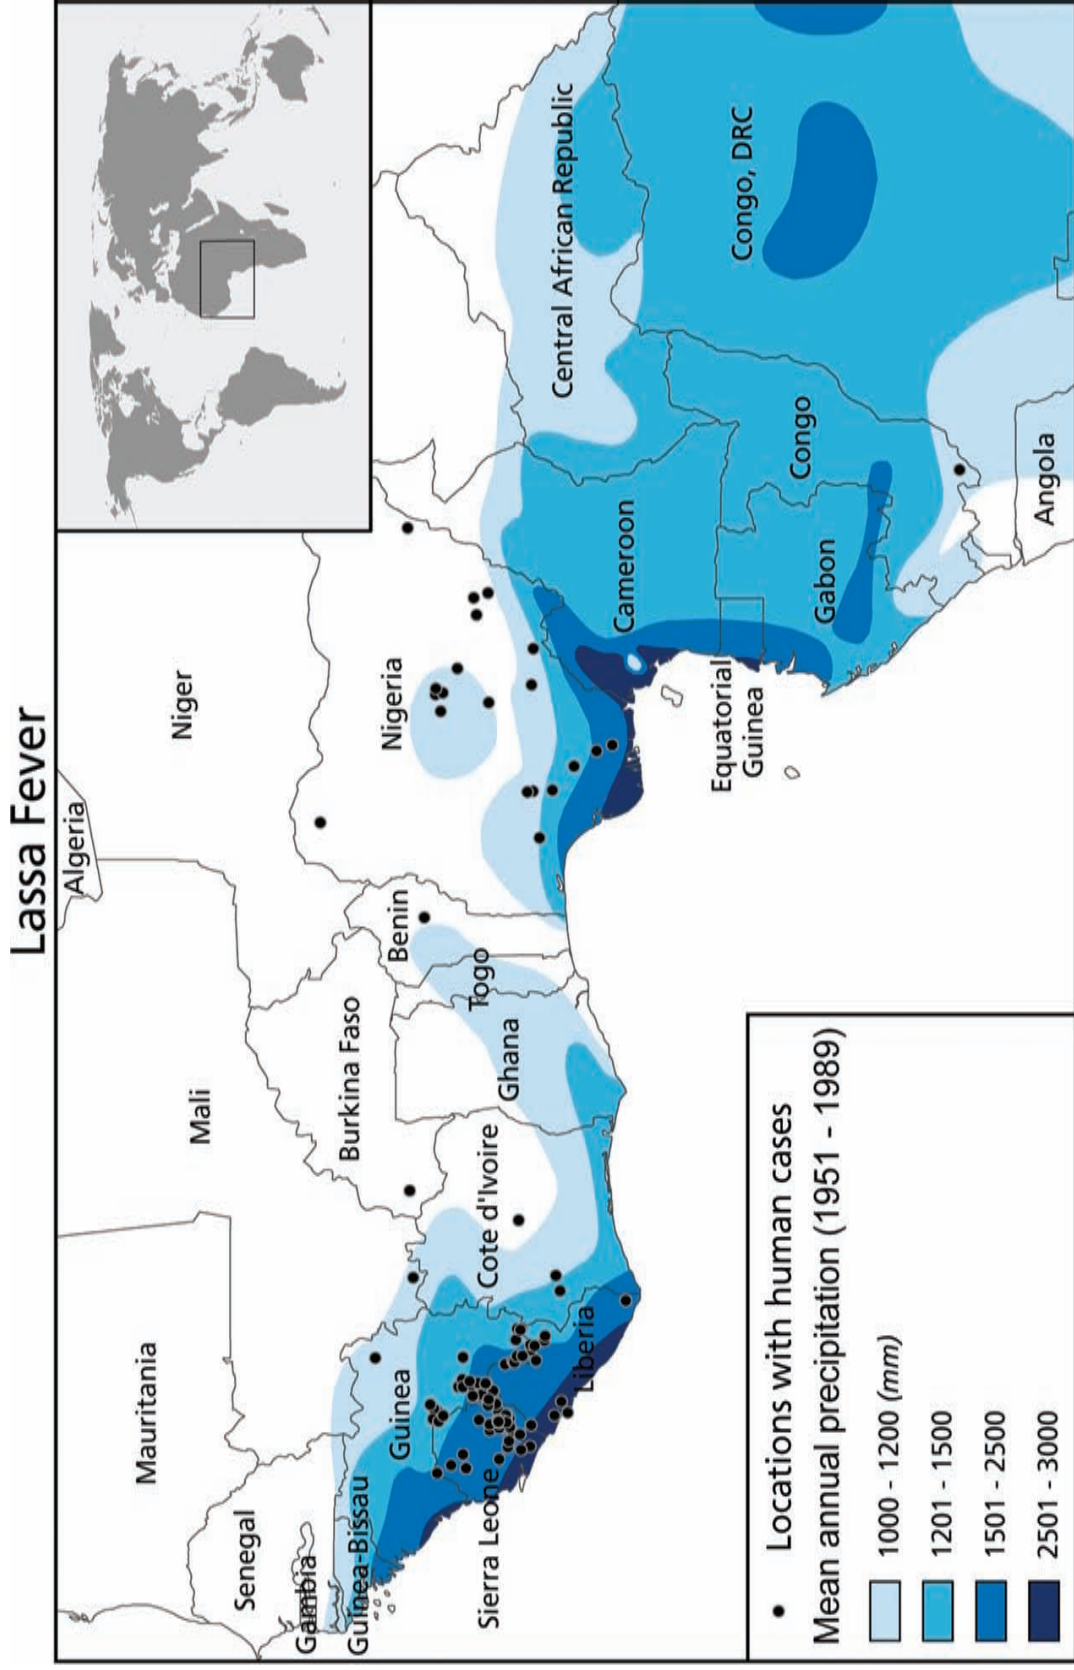 Lassa Fever
Algeria
Mauritania
Mali
Niger
Senegal
Gambia
Guinea-Bissau
Guinea
Burkina Faso
Benin
Nigeria
Sierra Leone
Liberia
Cote d'Ivoire
Ghana
Togo
Central African Republic
Cameroon
Equatorial
Guinea
Gabon
Congo
Congo, DRC
Angola
Locations with human cases
Mean annual precipitation (1951 - 1989)
1000 - 1200 (mm)
1201 - 1500
1501 - 2500
2501 - 3000